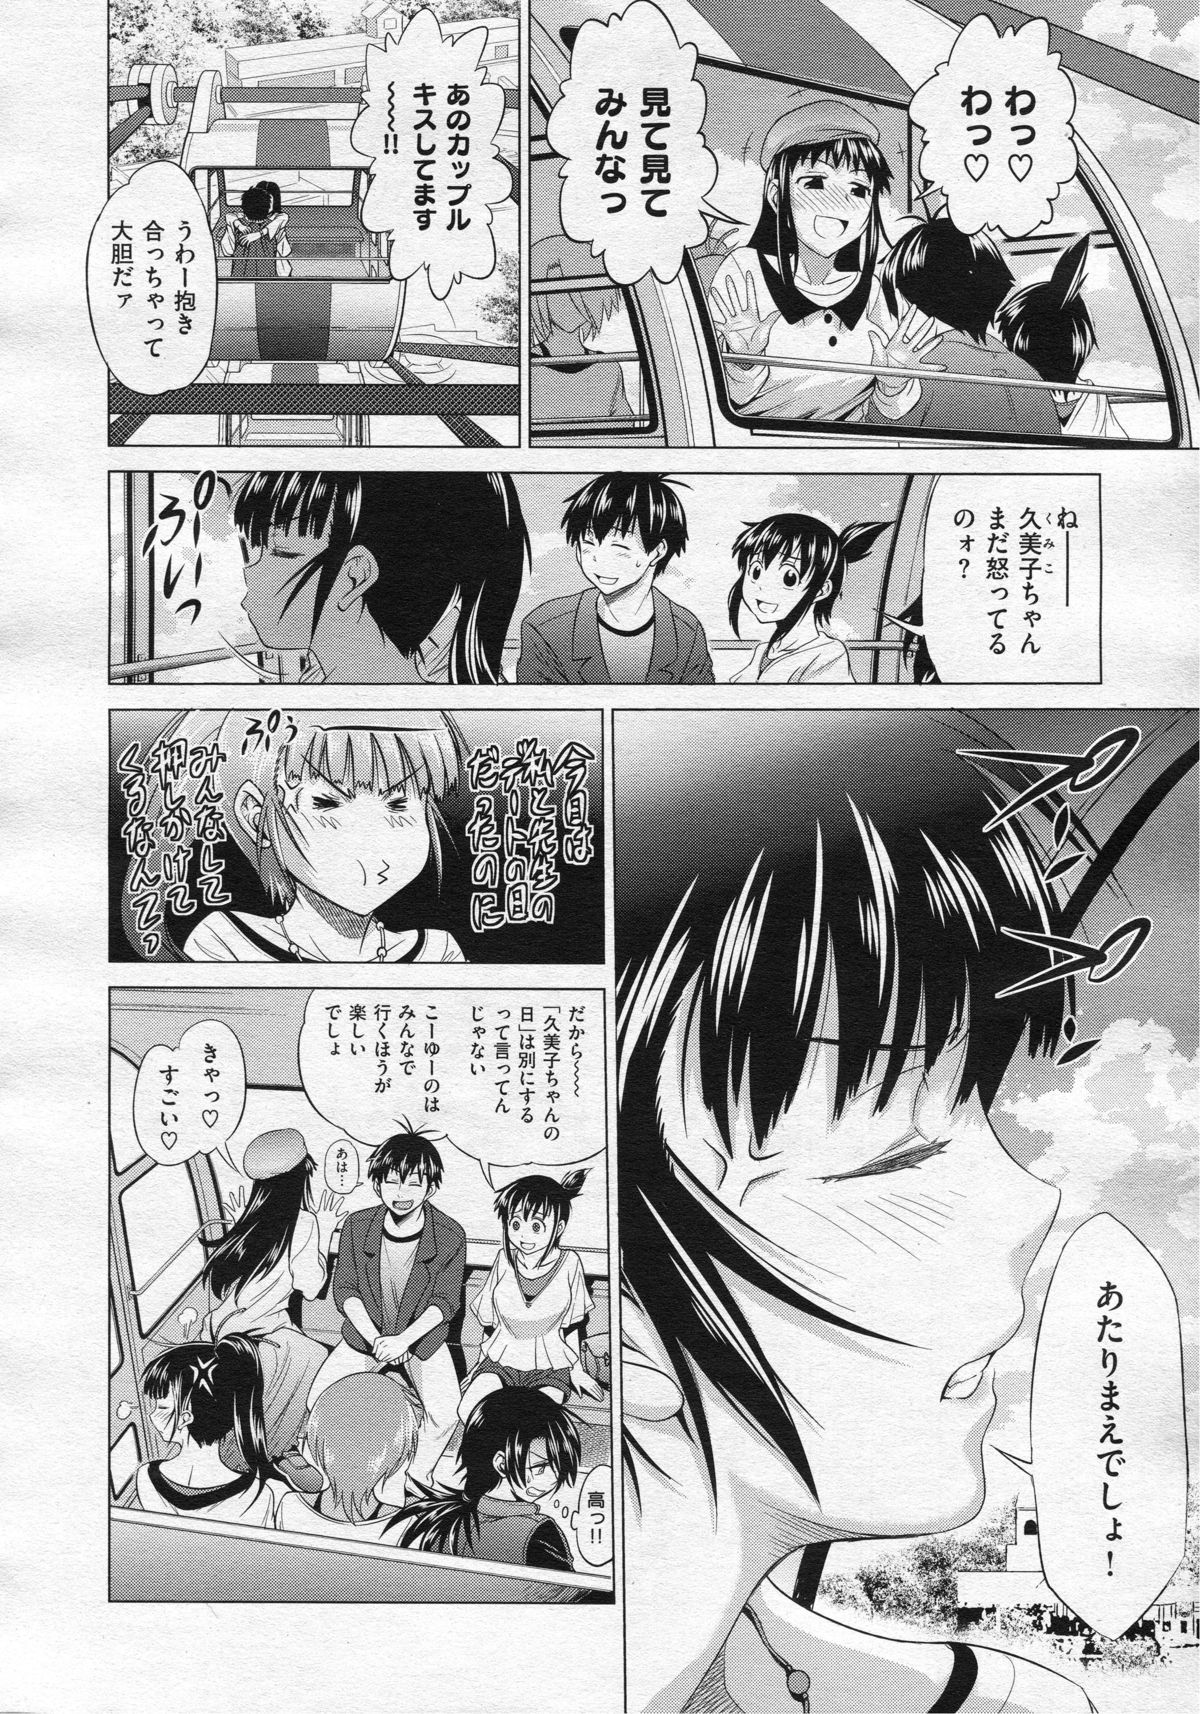 わっ♡
わっ♡
見て見て
みんなっ
あのカップル
キスしてます
～～!!
うわー抱き
合っちゃって
大胆だァ
ねーーー
久美子ちゃん
くみこ
まだ怒ってる
のォ？
ぷいっ
あたりまえでしょ！
今日は
私と先生の
デートの日
だったのに
ぷぅ
みんなして
押しかけて
くるなんてっ
だから～～～
「久美子ちゃんの
日」は別にする
って言ってん
じゃない
こーゆーのは
みんなで
行くほうが
楽しい
でしょ
あは…
きゃっ♡
すごい♡
高っ!!